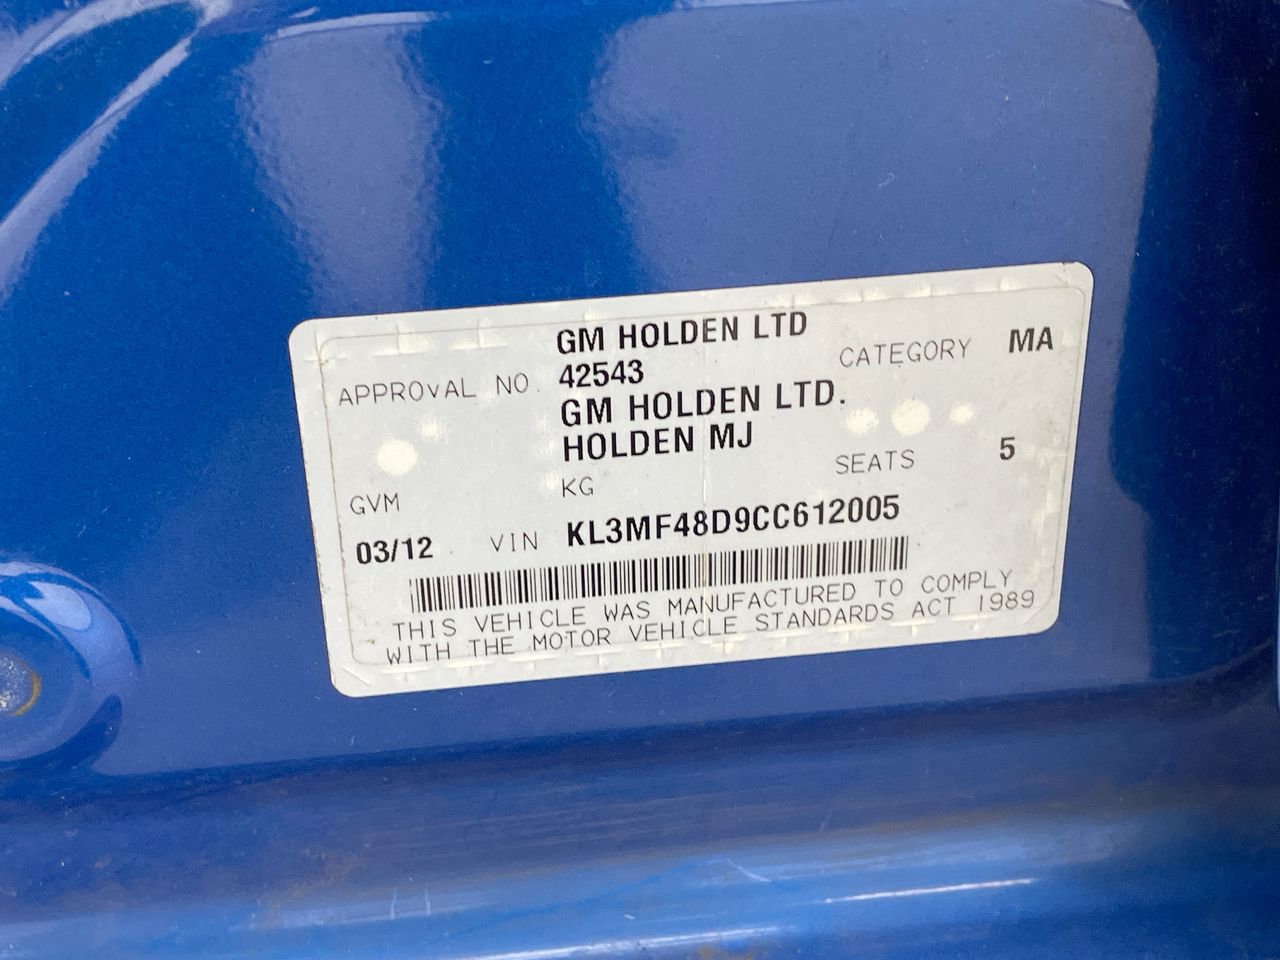 GM HOLDEN LTD
APPROVAL NO. 42543 CATEGORY MA
GM HOLDEN LTD.
HOLDEN MJ
GVM KG SEATS 5
03/12 VIN KL3MF48D9CC612005
THIS VEHICLE WAS MANUFACTURED TO COMPLY
WITH THE MOTOR VEHICLE STANDARDS ACT 1989